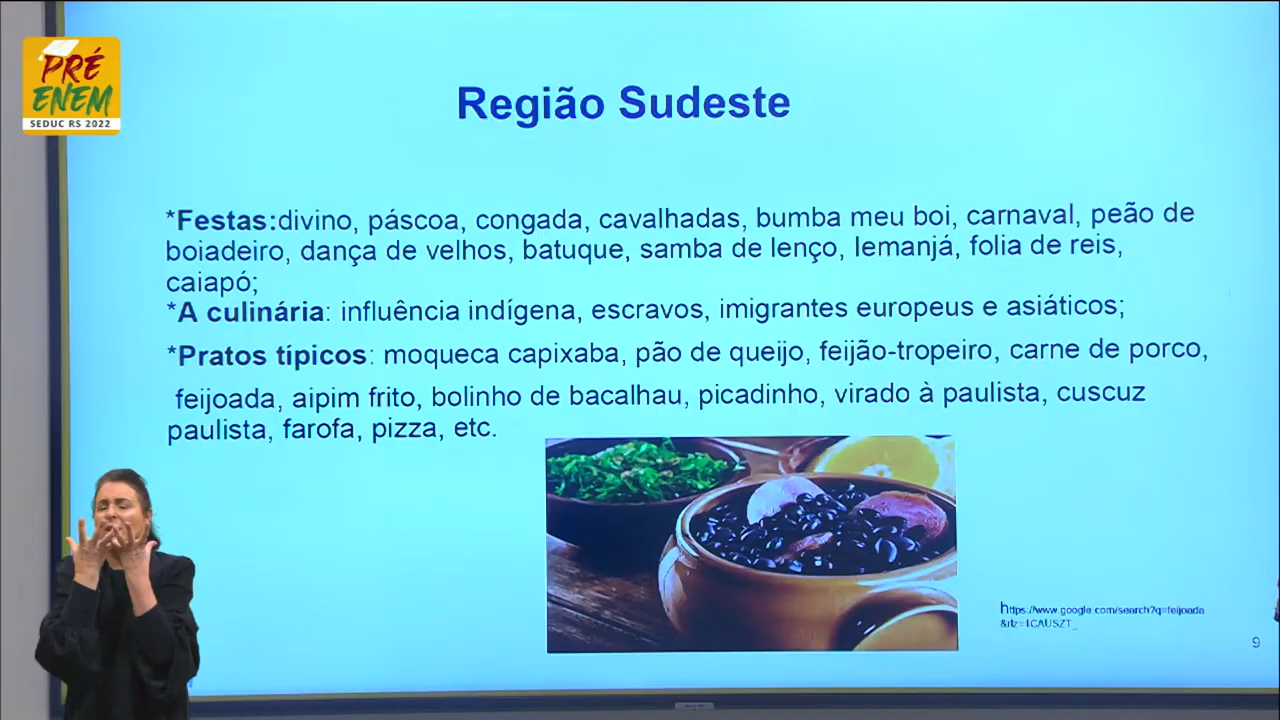 PRÉ
ENEM
SEDUC RS 2022
Região Sudeste
*Festas:divino, páscoa, congada, cavalhadas, bumba meu boi, carnaval, peão de
boiadeiro, dança de velhos, batuque, samba de lenço, Iemanjá, folia de reis,
caiapó;
*A culinária: influência indígena, escravos, imigrantes europeus e asiáticos;
*Pratos típicos: moqueca capixaba, pão de queijo, feijão-tropeiro, carne de porco,
feijoada, aipim frito, bolinho de bacalhau, picadinho, virado à paulista, cuscuz
paulista, farofa, pizza, etc.
https://www.google.com/search?q=feijoada
&rlz=1CAUSZT_
9